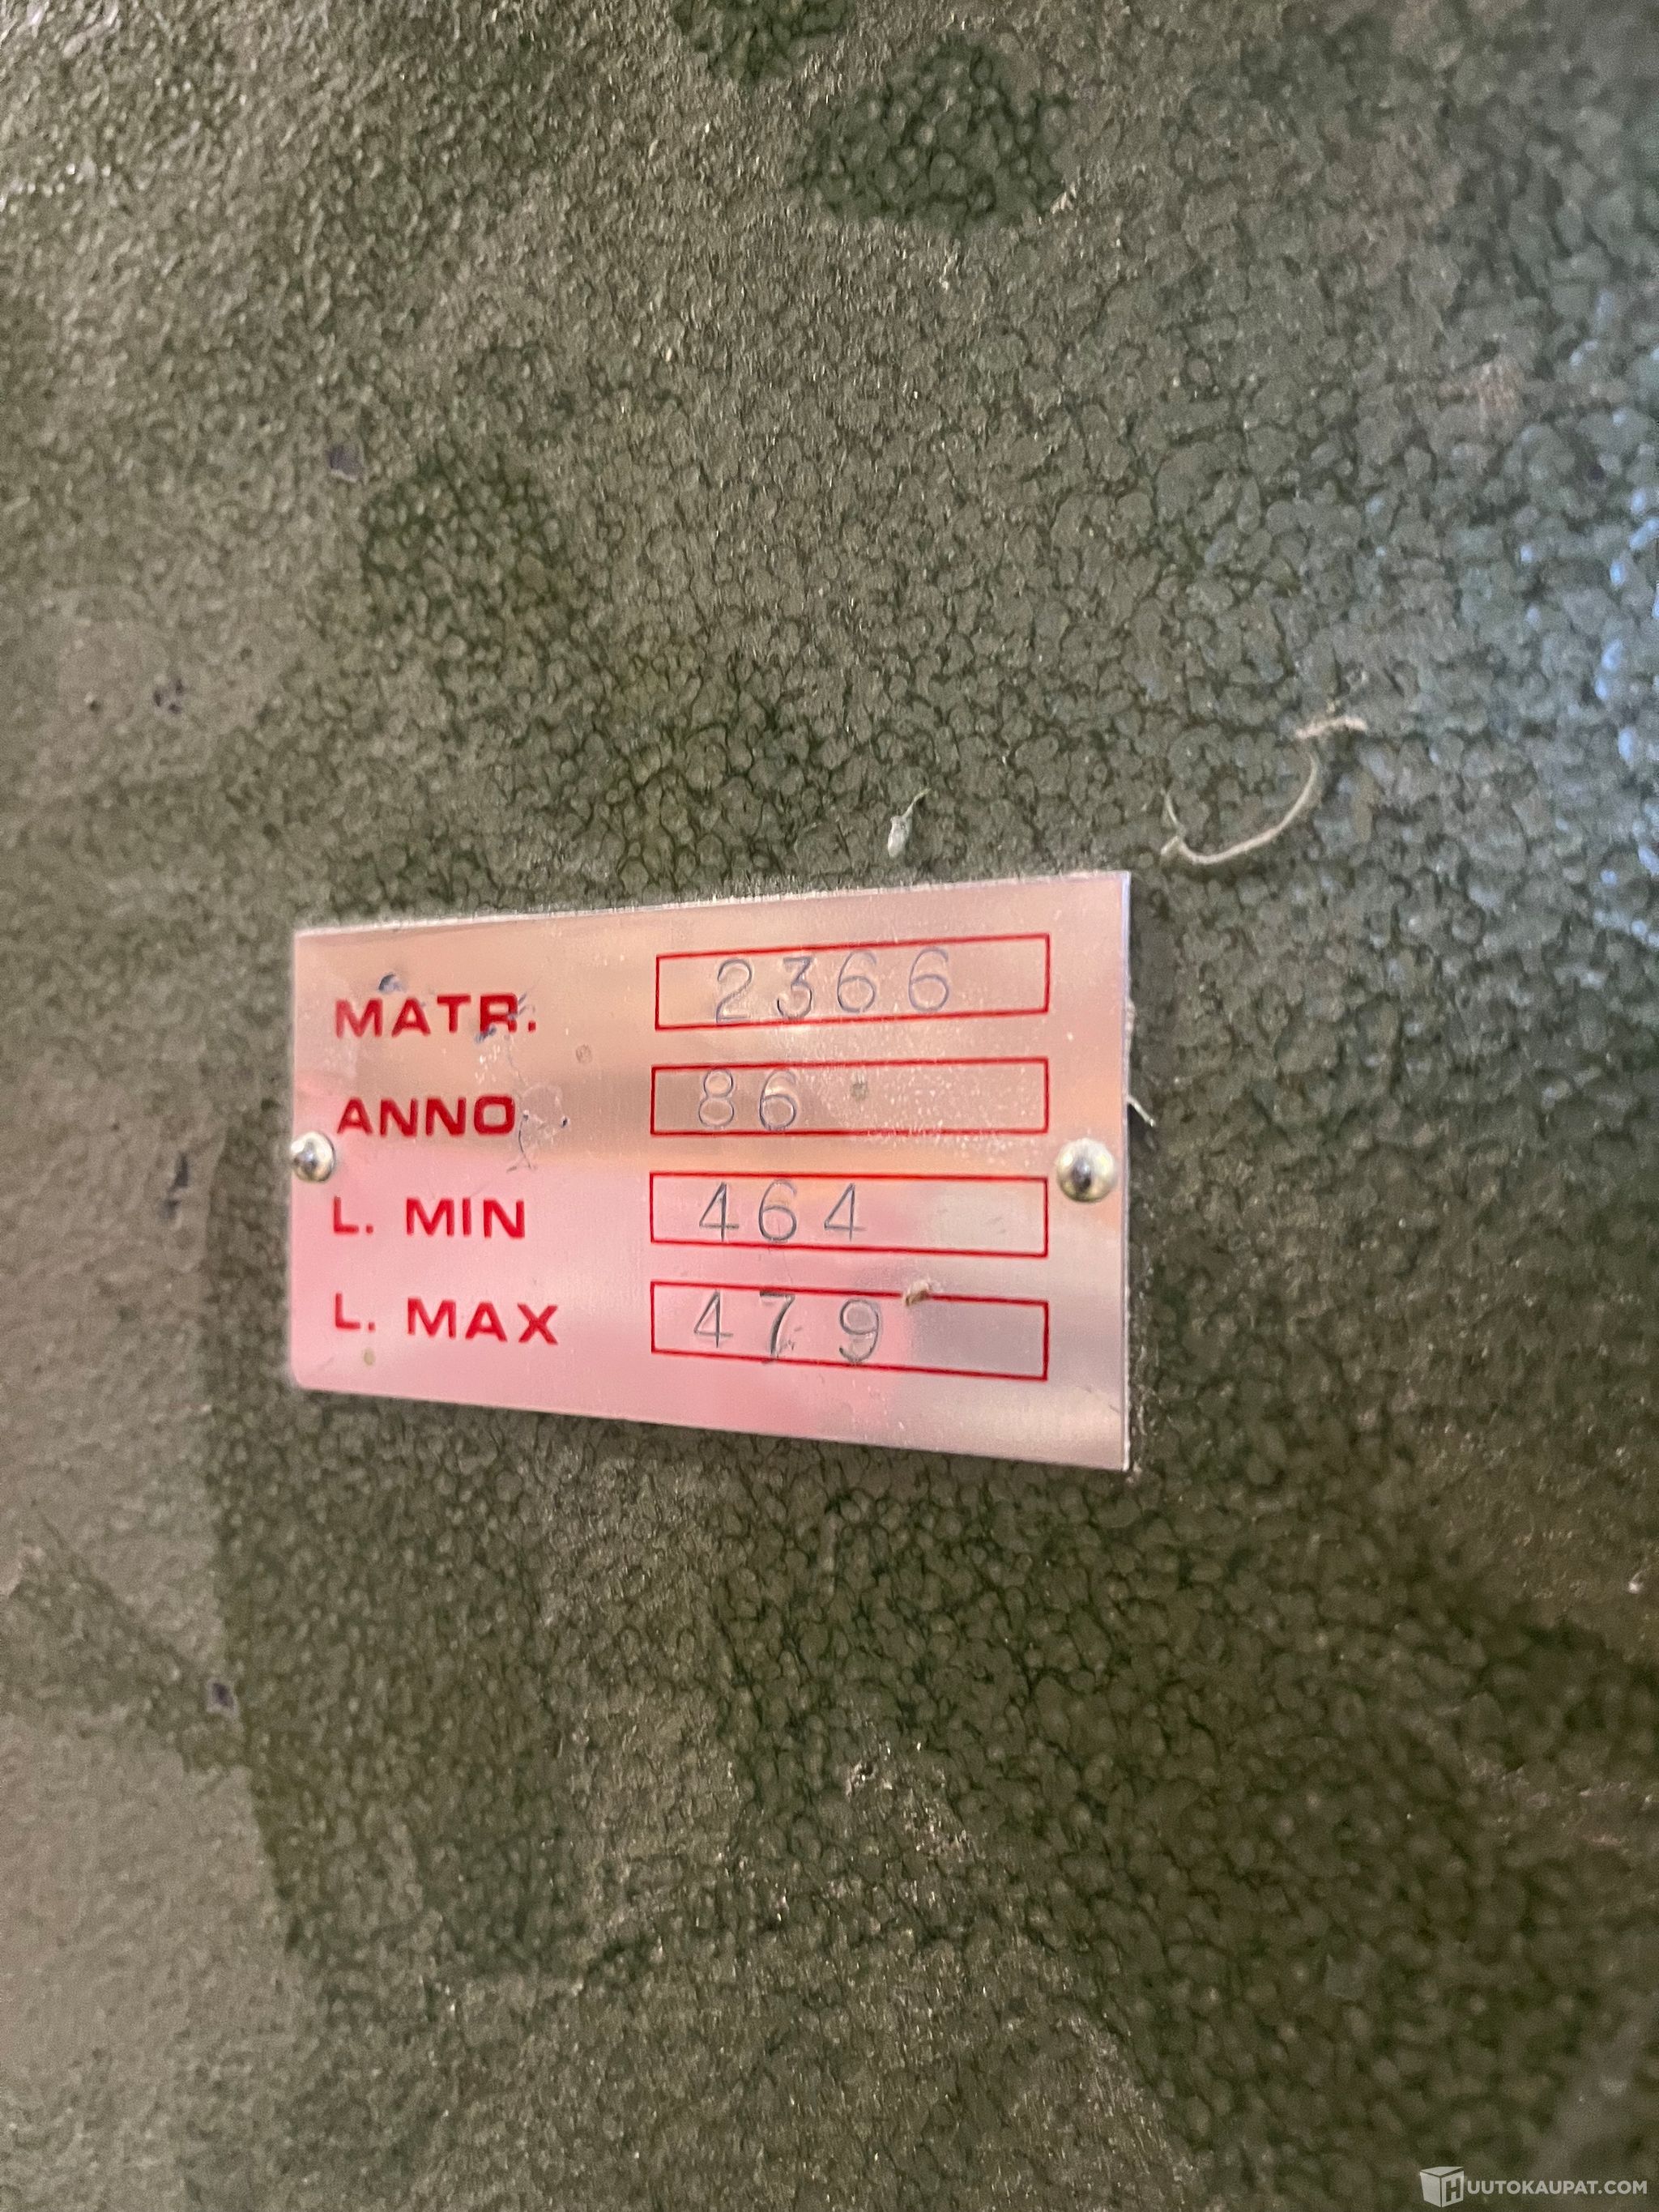 MATR. 2366
ANNO 86
L. MIN 464
L. MAX 479
HUUTOKAUPAT.COM